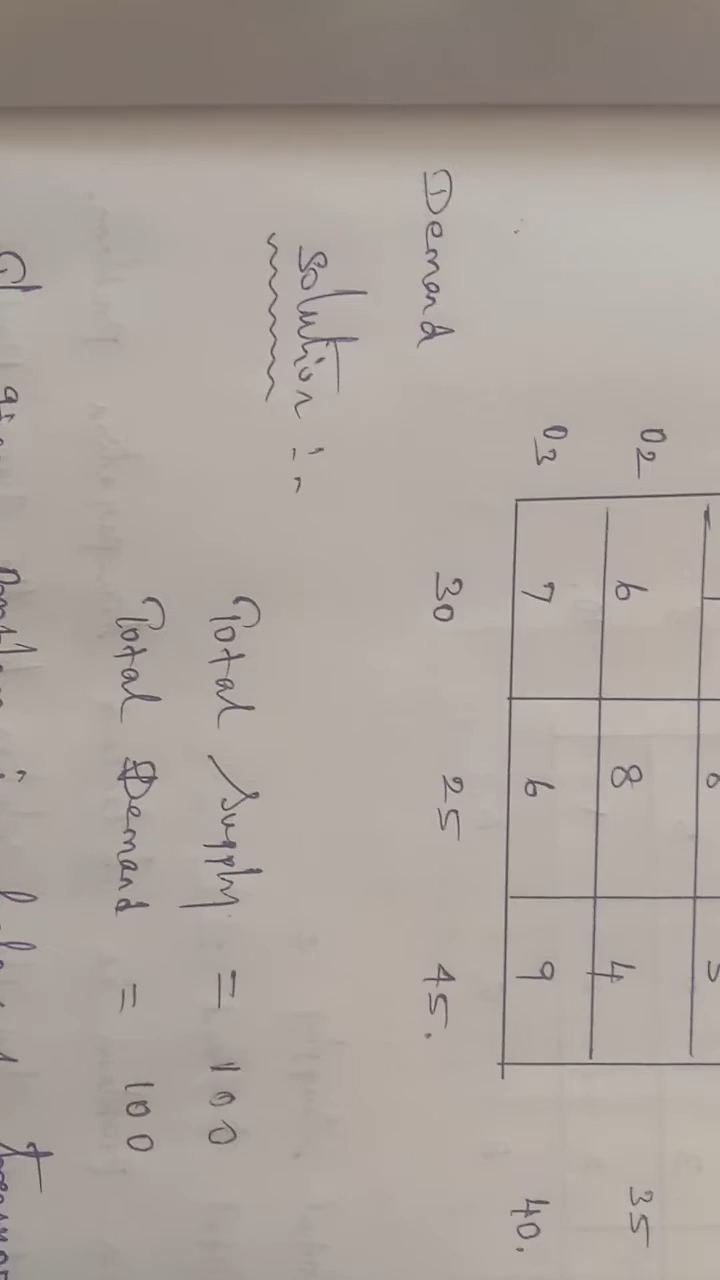 O2 6 8 4 35
O3 7 6 9 40.
Demand 30 25 45.
Solution :-
Total Supply = 100
Total Demand = 100